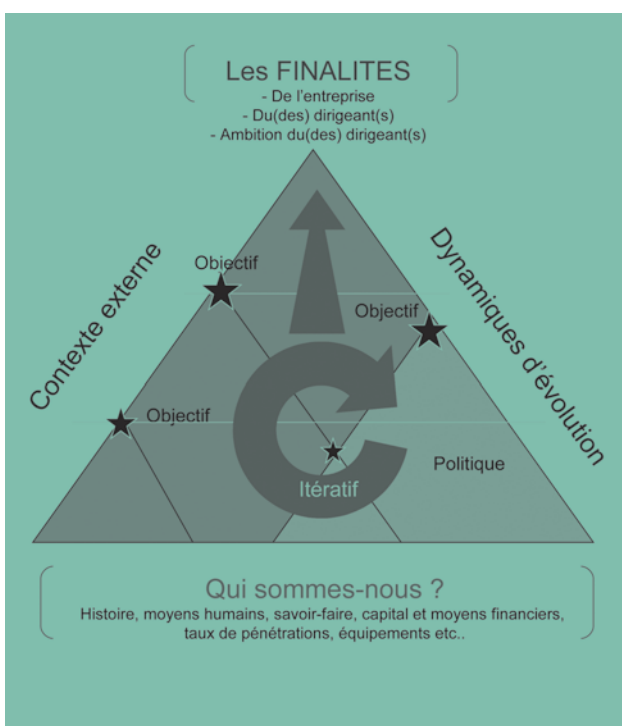 Les FINALITES
- De l'entreprise
- Du(des) dirigeant(s)
- Ambition du(des) dirigeant(s)
Contexte externe
Dynamiques d'évolution
Objectif
Objectif
Objectif
Politique
Itératif
Qui sommes-nous ?
Histoire, moyens humains, savoir-faire, capital et moyens financiers,
taux de pénétrations, équipements etc..